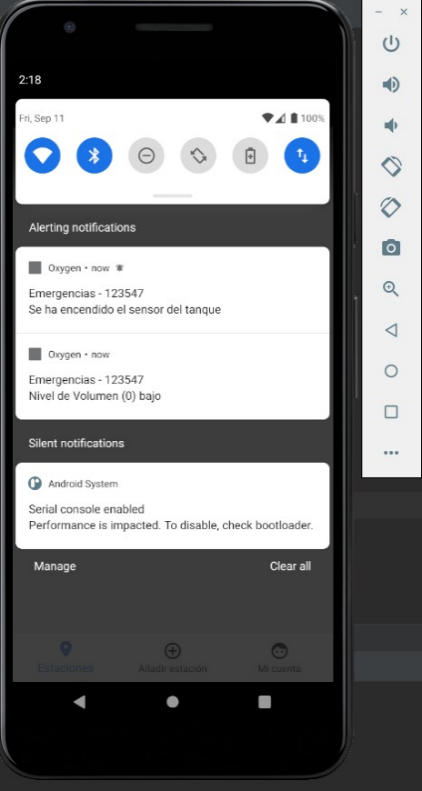 2:18
Fri, Sep 11
100%
Alerting notifications
Oxygen • now
Emergencias - 123547
Se ha encendido el sensor del tanque
Oxygen • now
Emergencias - 123547
Nivel de Volumen (0) bajo
Silent notifications
Android System
Serial console enabled
Performance is impacted. To disable, check bootloader.
Manage Clear all
Estaciones Añadir estación Mi cuenta